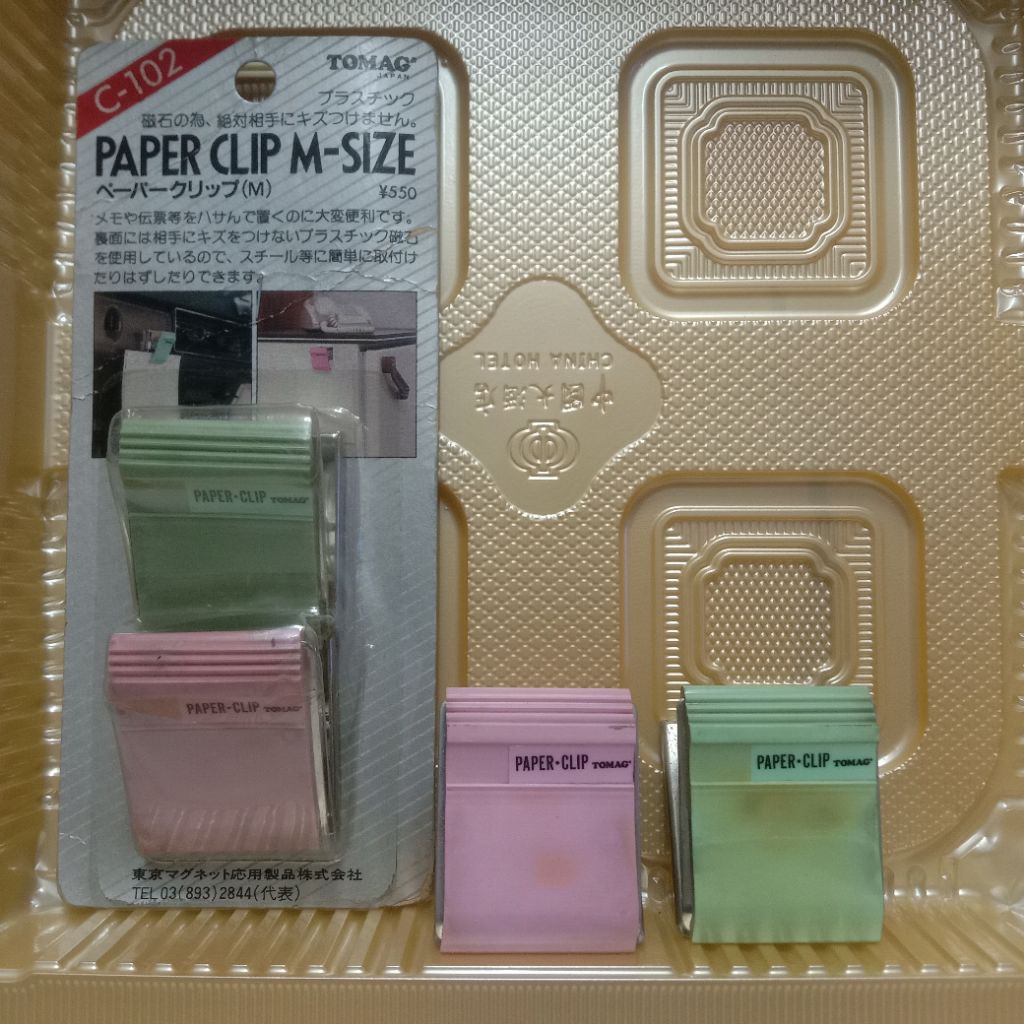 C-102
TOMAG
JAPAN
プラスチック
磁石の為、絶対相手にキズつけません。
PAPER CLIP M-SIZE
ペーパークリップ(M) ¥550
メモや伝票等をハサんで置くのに大変便利です。
裏面には相手にキズをつけないプラスチック磁石
を使用しているので、スチール等に簡単に取付け
たりはずしたりできます。
CHINA HOTEL
中國大酒店
PAPER・CLIP TOMAG
PAPER・CLIP TOMAG
PAPER・CLIP TOMAG
PAPER・CLIP TOMAG
東京マグネット応用製品株式会社
TEL 03(893)2844(代表)